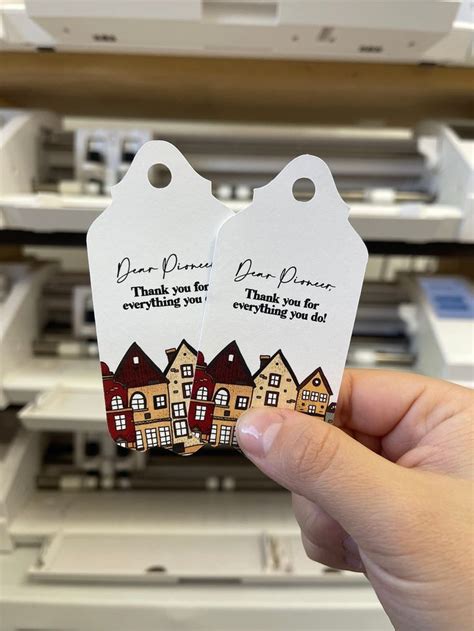 Dear Pioneer
Thank you for
everything you
Dear Pioneer,
Thank you for
everything you do!